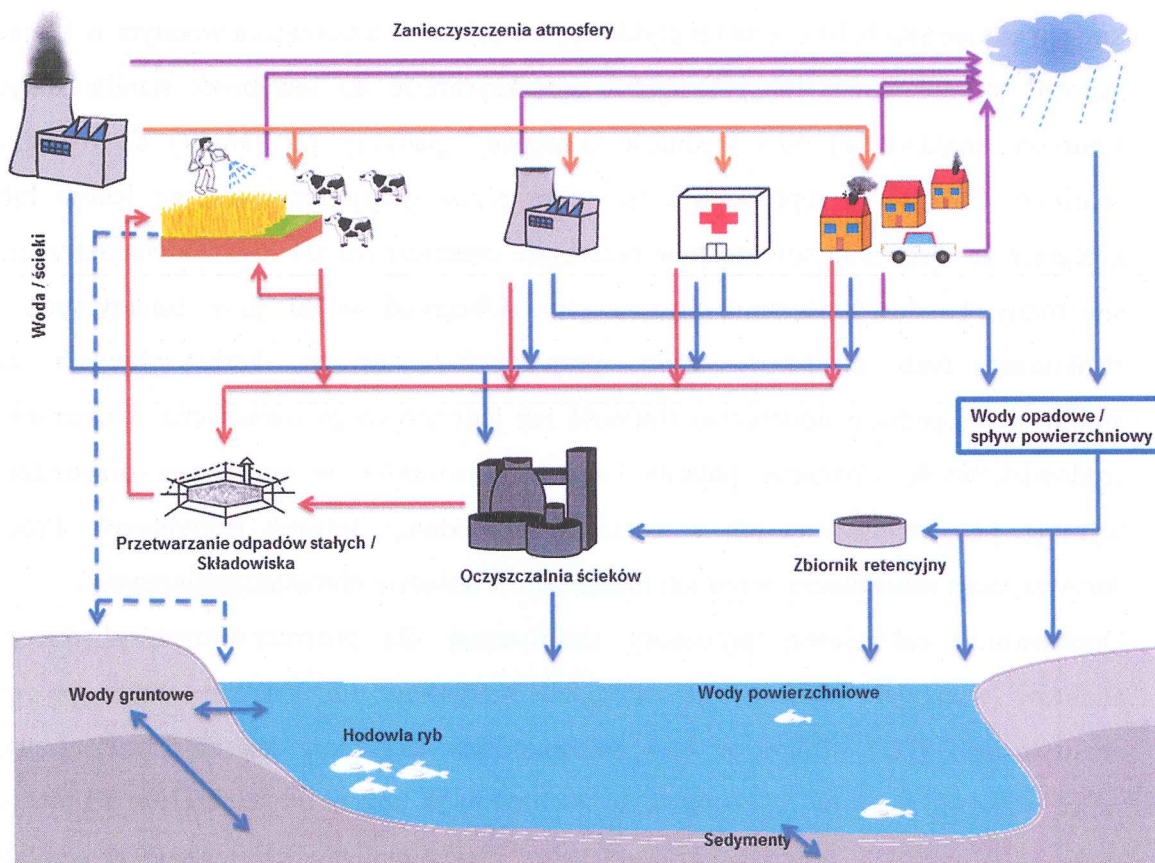 Zanieczyszczenia atmosfery
Woda / ścieki
Wody opadowe /
spływ powierzchniowy
Przetwarzanie odpadów stałych /
Składowiska
Oczyszczalnia ścieków
Zbiornik retencyjny
Wody gruntowe
Wody powierzchniowe
Hodowla ryb
Sedymenty